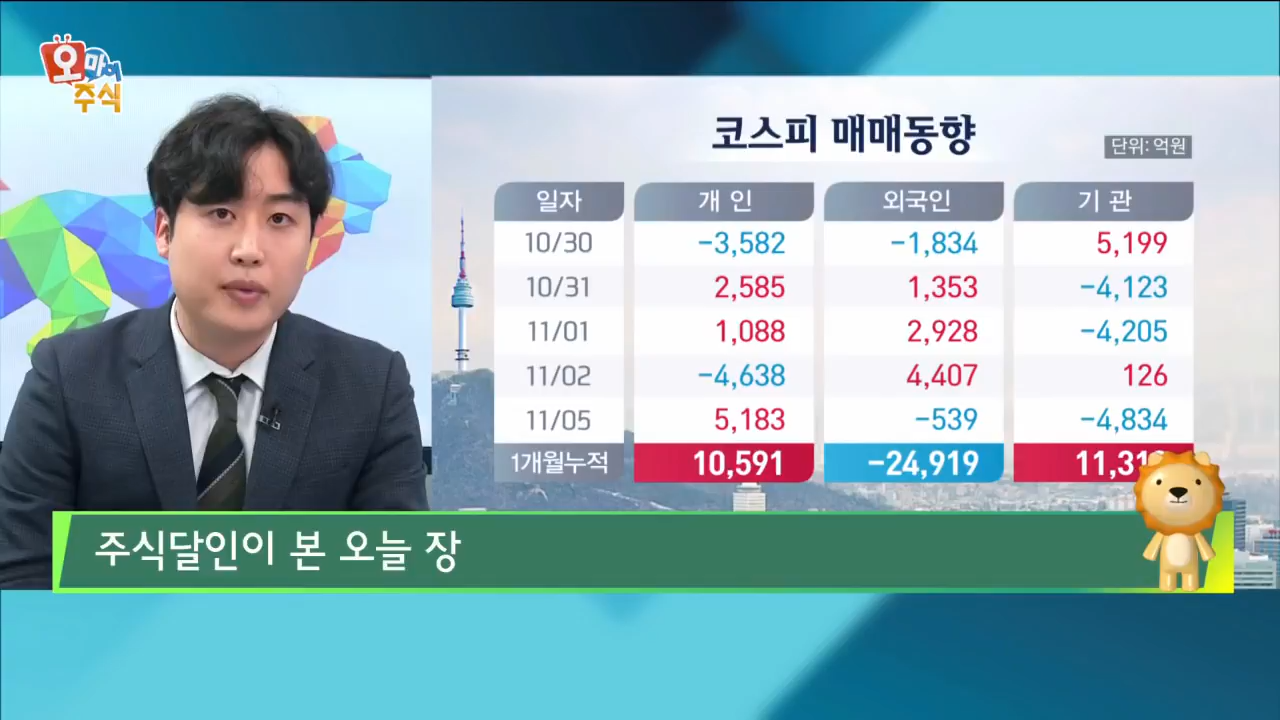 오마이
주식
코스피 매매동향
단위: 억원
일자 개인 외국인 기관
10/30 -3,582 -1,834 5,199
10/31 2,585 1,353 -4,123
11/01 1,088 2,928 -4,205
11/02 -4,638 4,407 126
11/05 5,183 -539 -4,834
1개월누적 10,591 -24,919
주식달인이 본 오늘 장